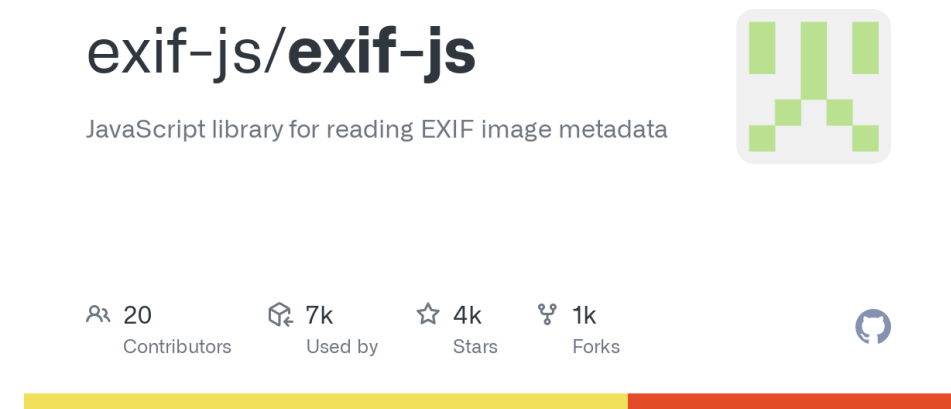 exif-js/exif-js
JavaScript library for reading EXIF image metadata
20 7k 4k 1k
Contributors Used by Stars Forks